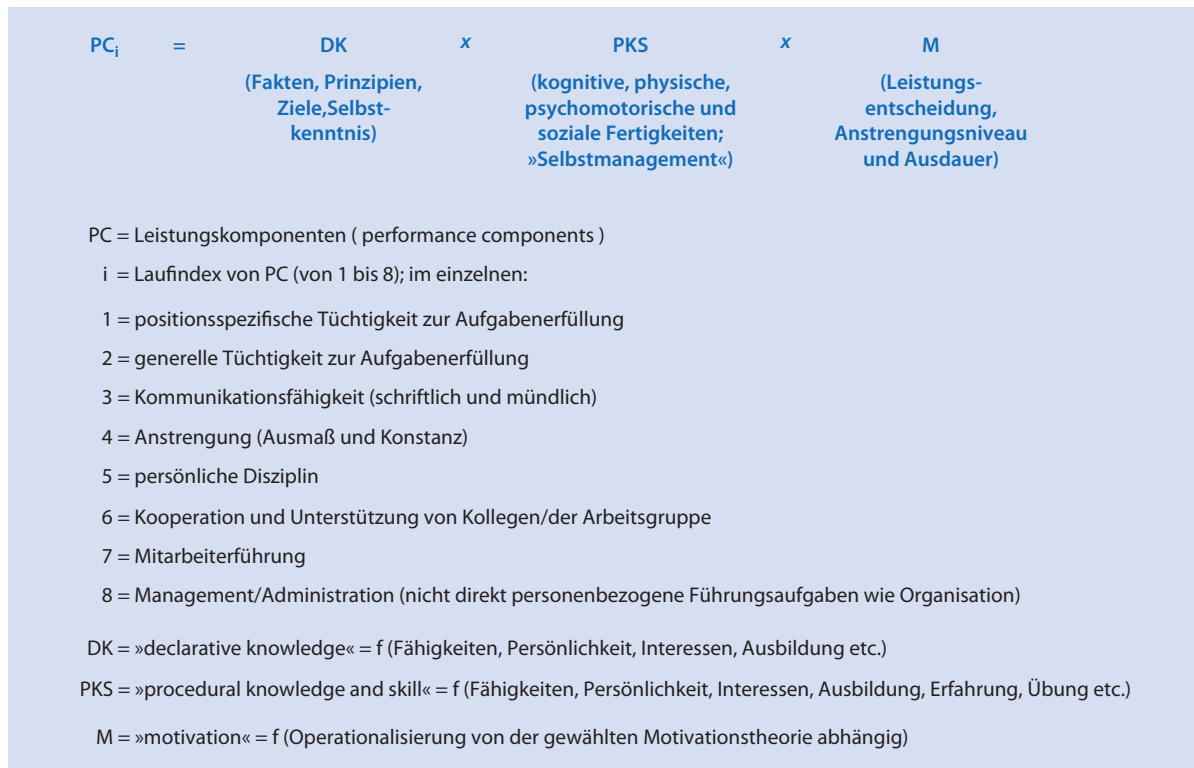 PCi = DK x PKS x M
(Fakten, Prinzipien, (kognitive, physische, (Leistungs-
Ziele,Selbst- psychomotorische und entscheidung,
kenntnis) soziale Fertigkeiten; Anstrengungsniveau
»Selbstmanagement«) und Ausdauer)
PC = Leistungskomponenten ( performance components )
i = Laufindex von PC (von 1 bis 8); im einzelnen:
1 = positionsspezifische Tüchtigkeit zur Aufgabenerfüllung
2 = generelle Tüchtigkeit zur Aufgabenerfüllung
3 = Kommunikationsfähigkeit (schriftlich und mündlich)
4 = Anstrengung (Ausmaß und Konstanz)
5 = persönliche Disziplin
6 = Kooperation und Unterstützung von Kollegen/der Arbeitsgruppe
7 = Mitarbeiterführung
8 = Management/Administration (nicht direkt personenbezogene Führungsaufgaben wie Organisation)
DK = »declarative knowledge« = f (Fähigkeiten, Persönlichkeit, Interessen, Ausbildung etc.)
PKS = »procedural knowledge and skill« = f (Fähigkeiten, Persönlichkeit, Interessen, Ausbildung, Erfahrung, Übung etc.)
M = »motivation« = f (Operationalisierung von der gewählten Motivationstheorie abhängig)